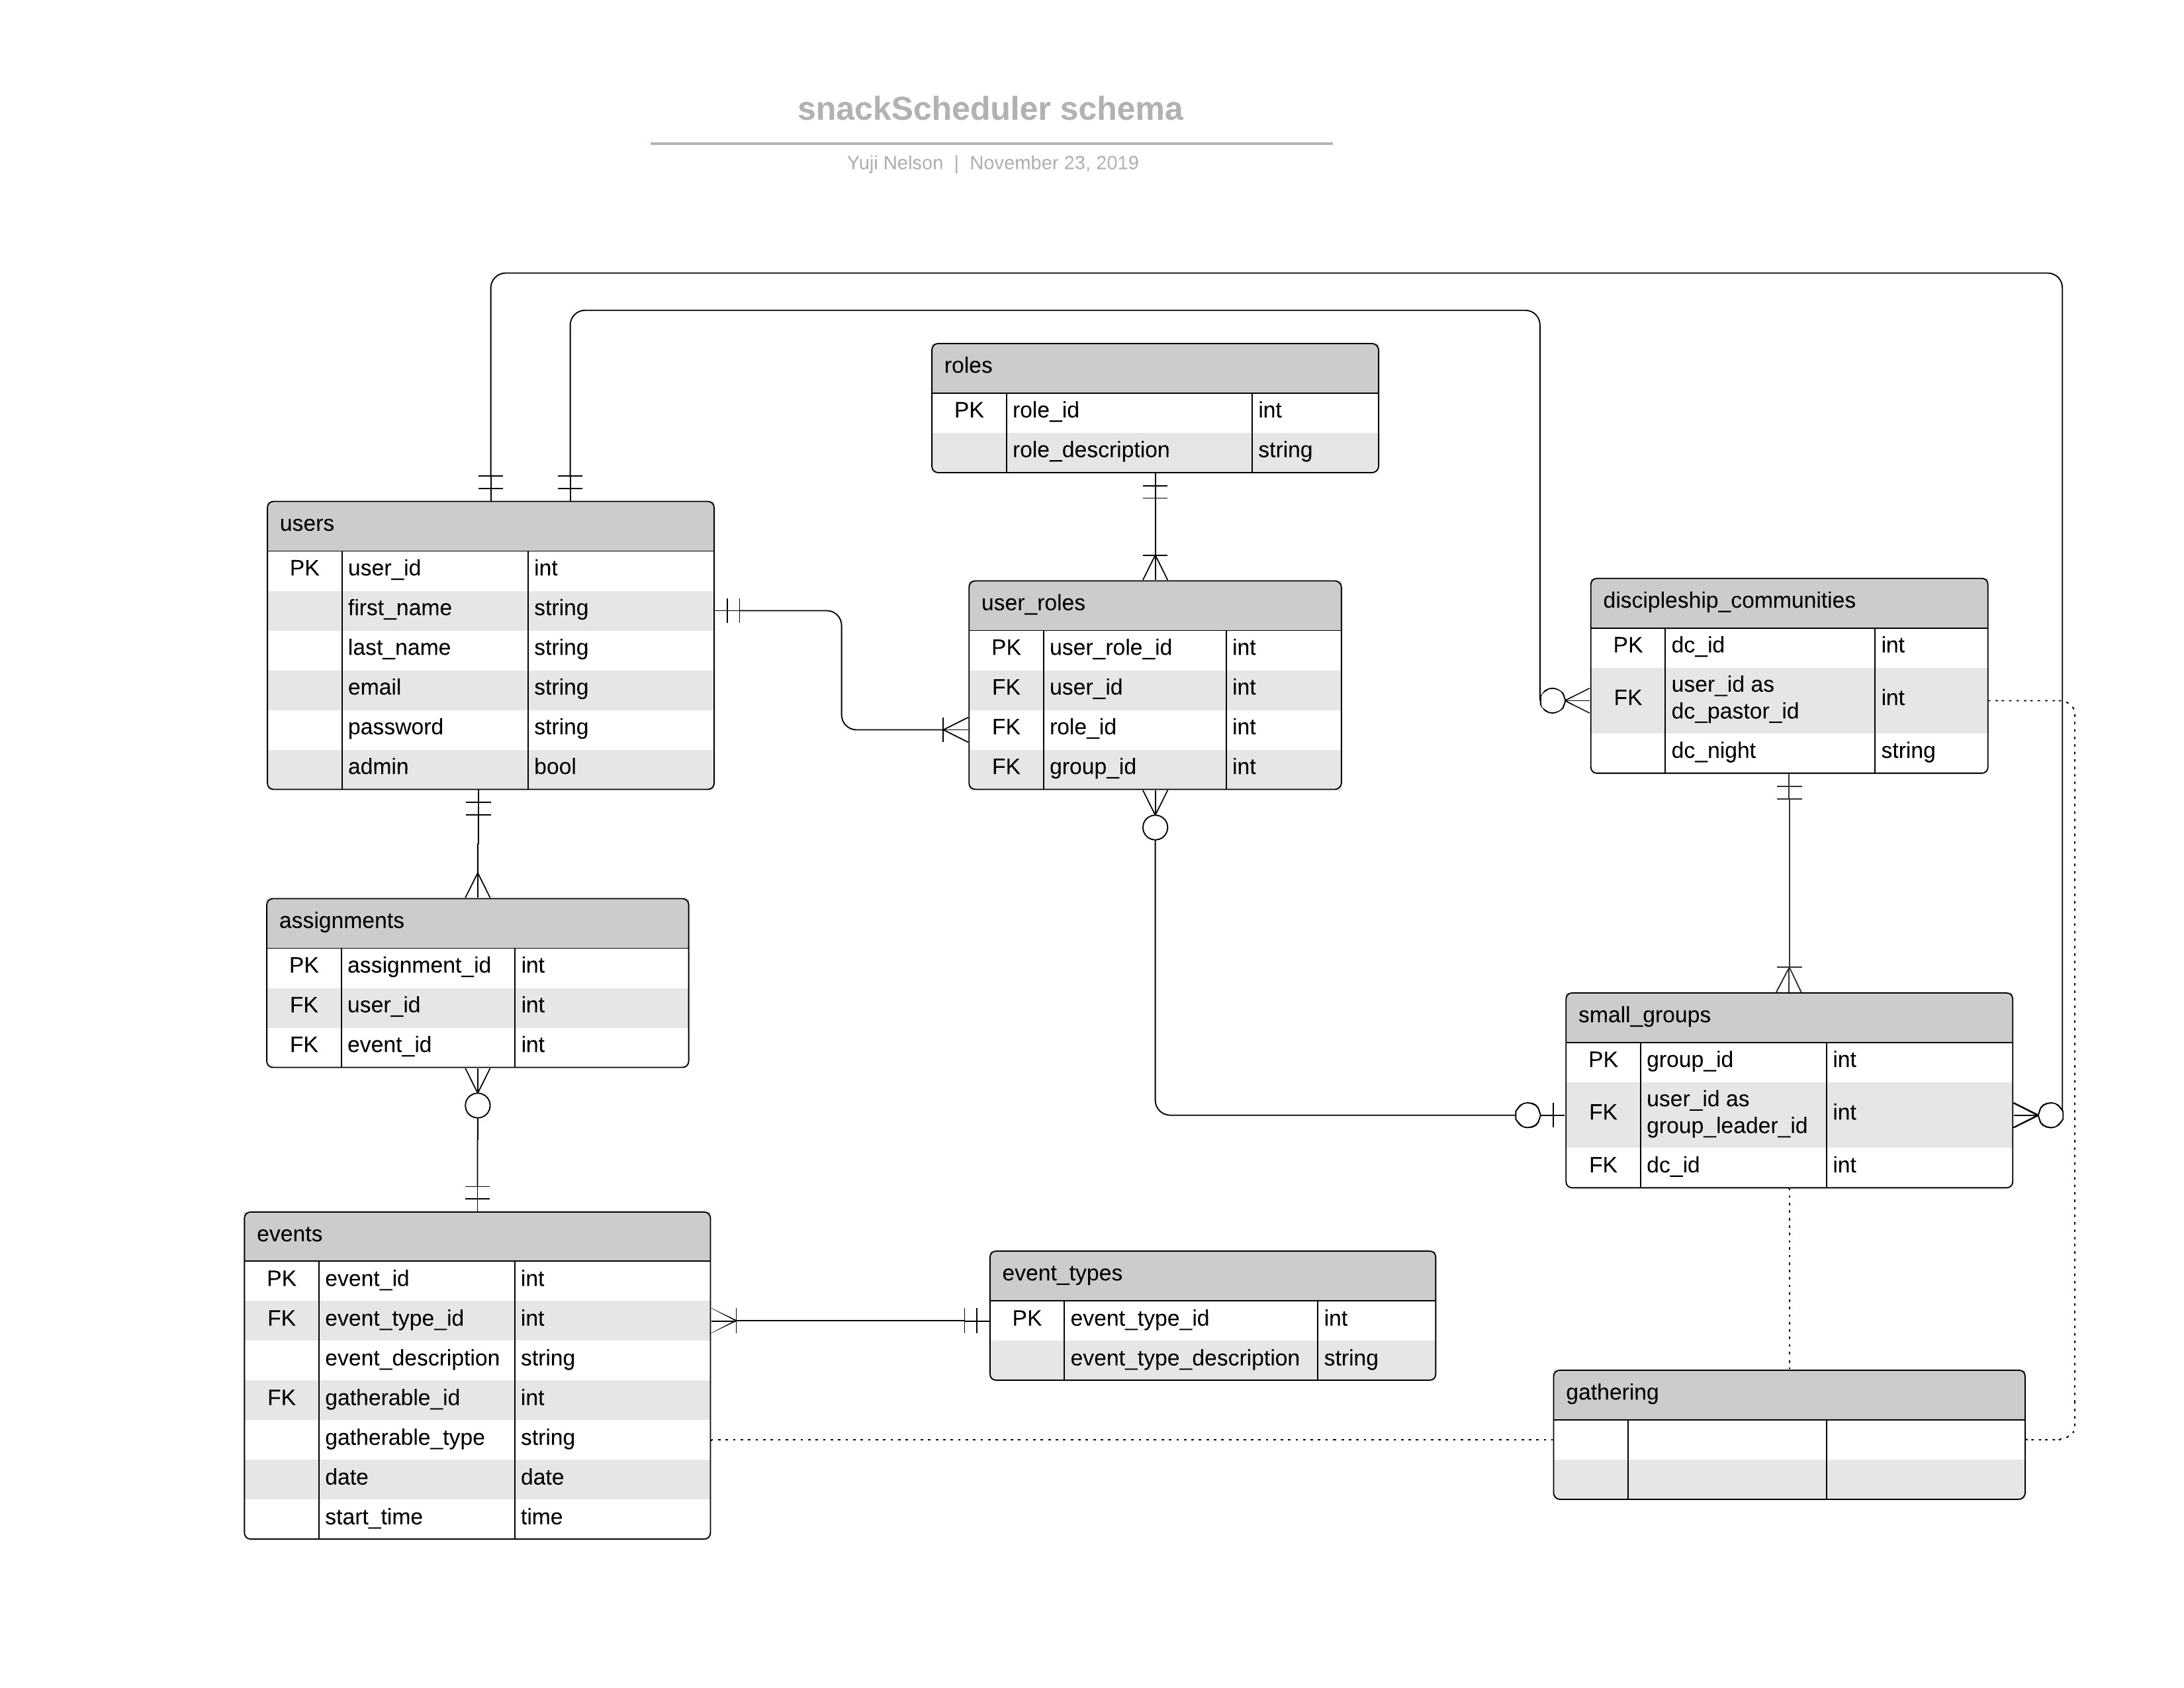 snackScheduler schema
Yuji Nelson | November 23, 2019
roles
PK role_id int
role_description string
users
PK user_id int
first_name string
last_name string
email string
password string
admin bool
user_roles
PK user_role_id int
FK user_id int
FK role_id int
FK group_id int
discipleship_communities
PK dc_id int
FK user_id as
dc_pastor_id int
dc_night string
assignments
PK assignment_id int
FK user_id int
FK event_id int
small_groups
PK group_id int
FK user_id as
group_leader_id int
FK dc_id int
events
PK event_id int
FK event_type_id int
event_description string
FK gatherable_id int
gatherable_type string
date date
start_time time
event_types
PK event_type_id int
event_type_description string
gathering